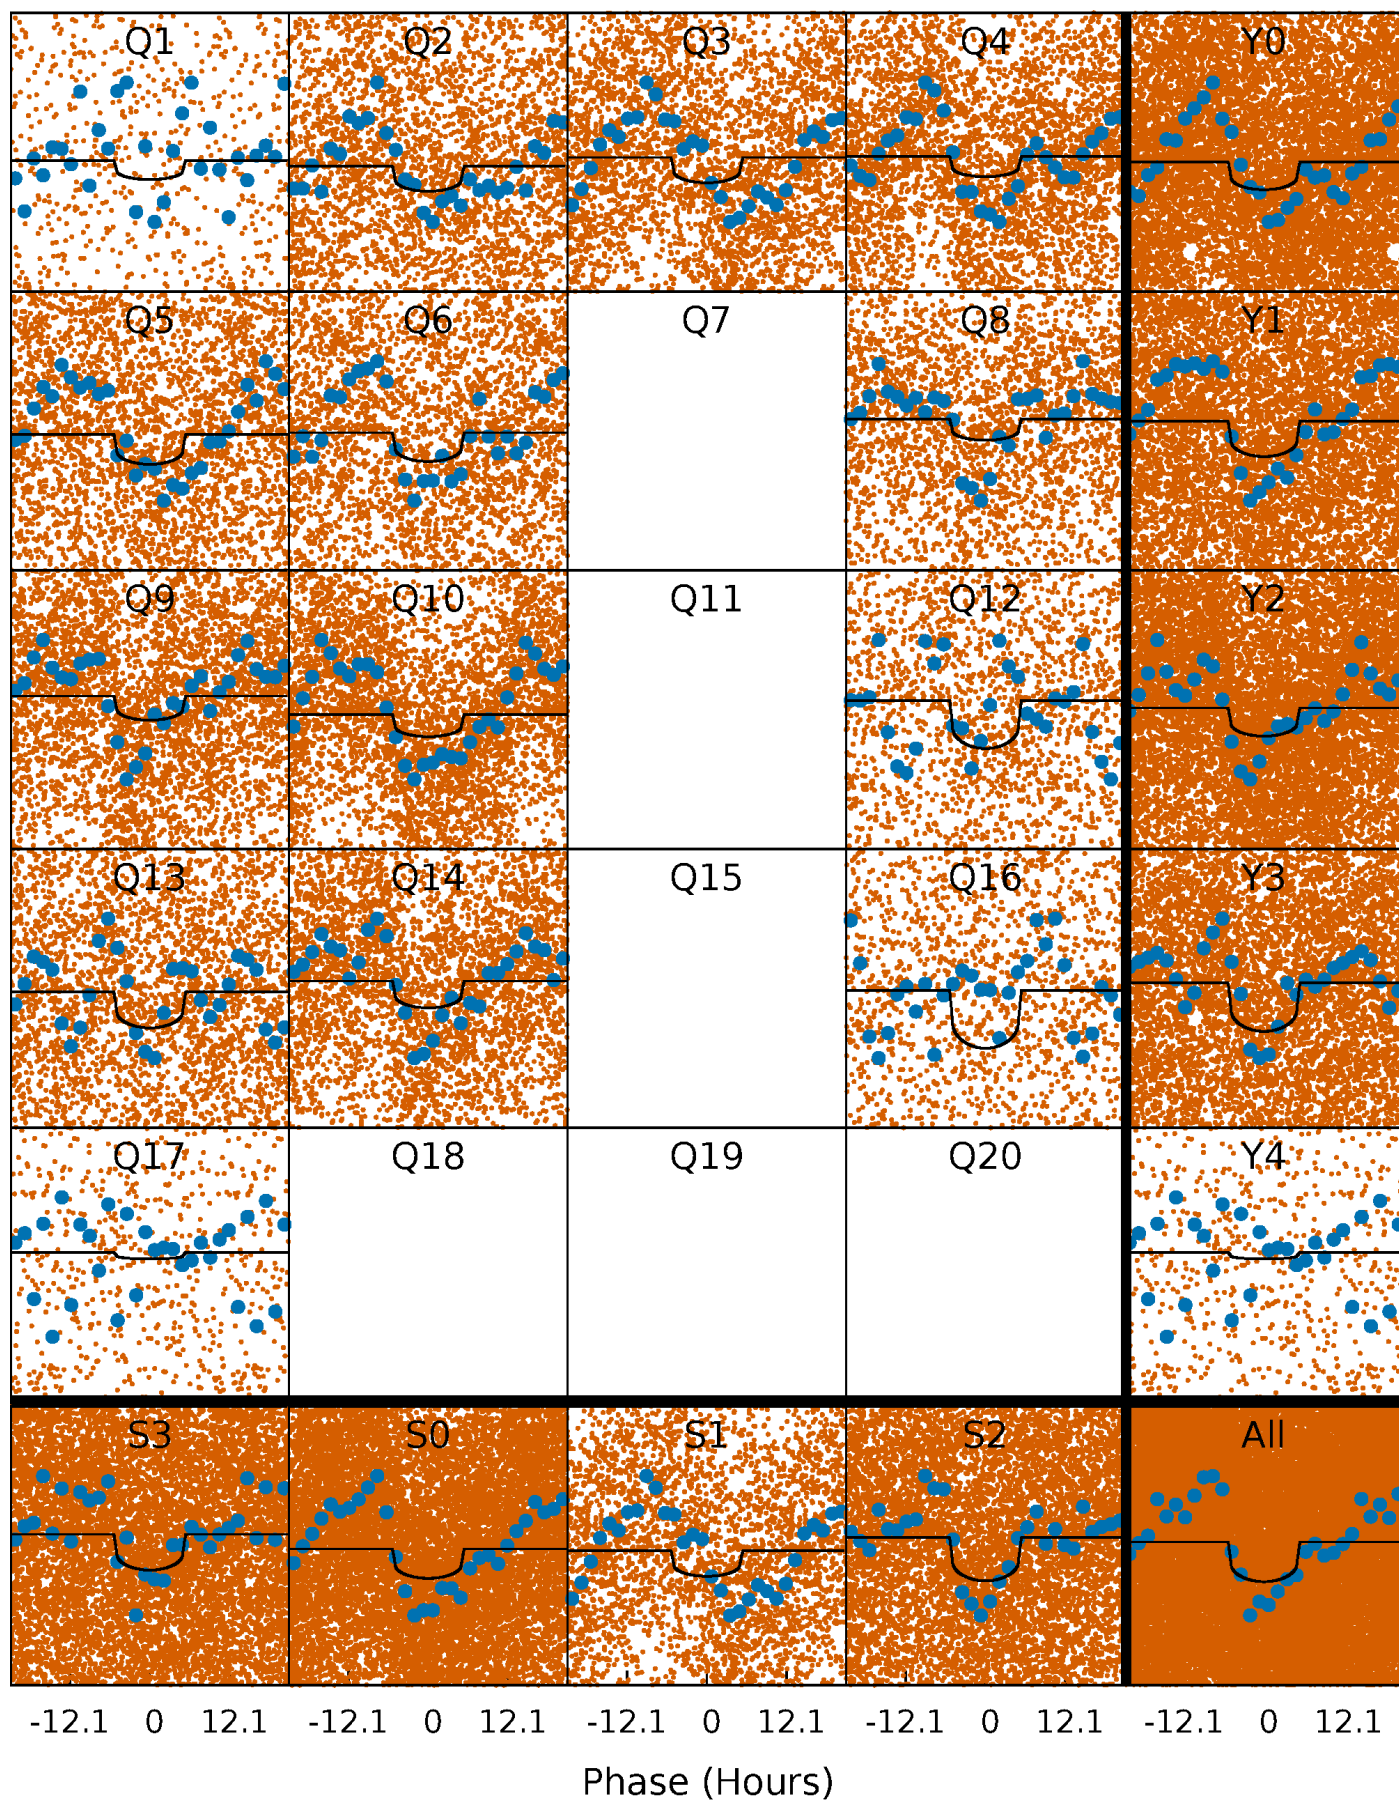 Q1 Q2 Q3 Q4 Y0
Q5 Q6 Q7 Q8 Y1
Q9 Q10 Q11 Q12 Y2
Q13 Q14 Q15 Q16 Y3
Q17 Q18 Q19 Q20 Y4
S3 S0 S1 S2 All
-12.1 0 12.1 -12.1 0 12.1 -12.1 0 12.1 -12.1 0 12.1 -12.1 0 12.1
Phase (Hours)